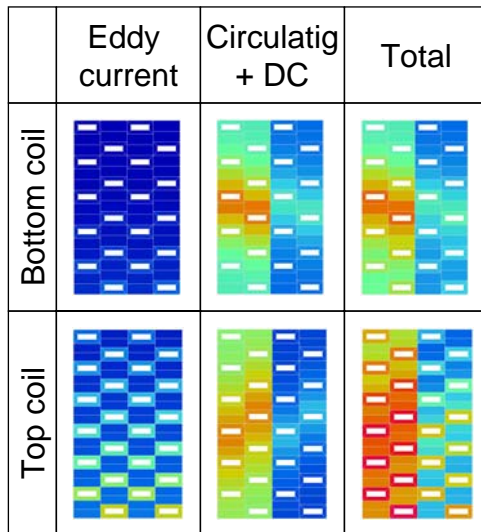 Eddy
current
Circulatig
+ DC
Total
Bottom coil
Top coil